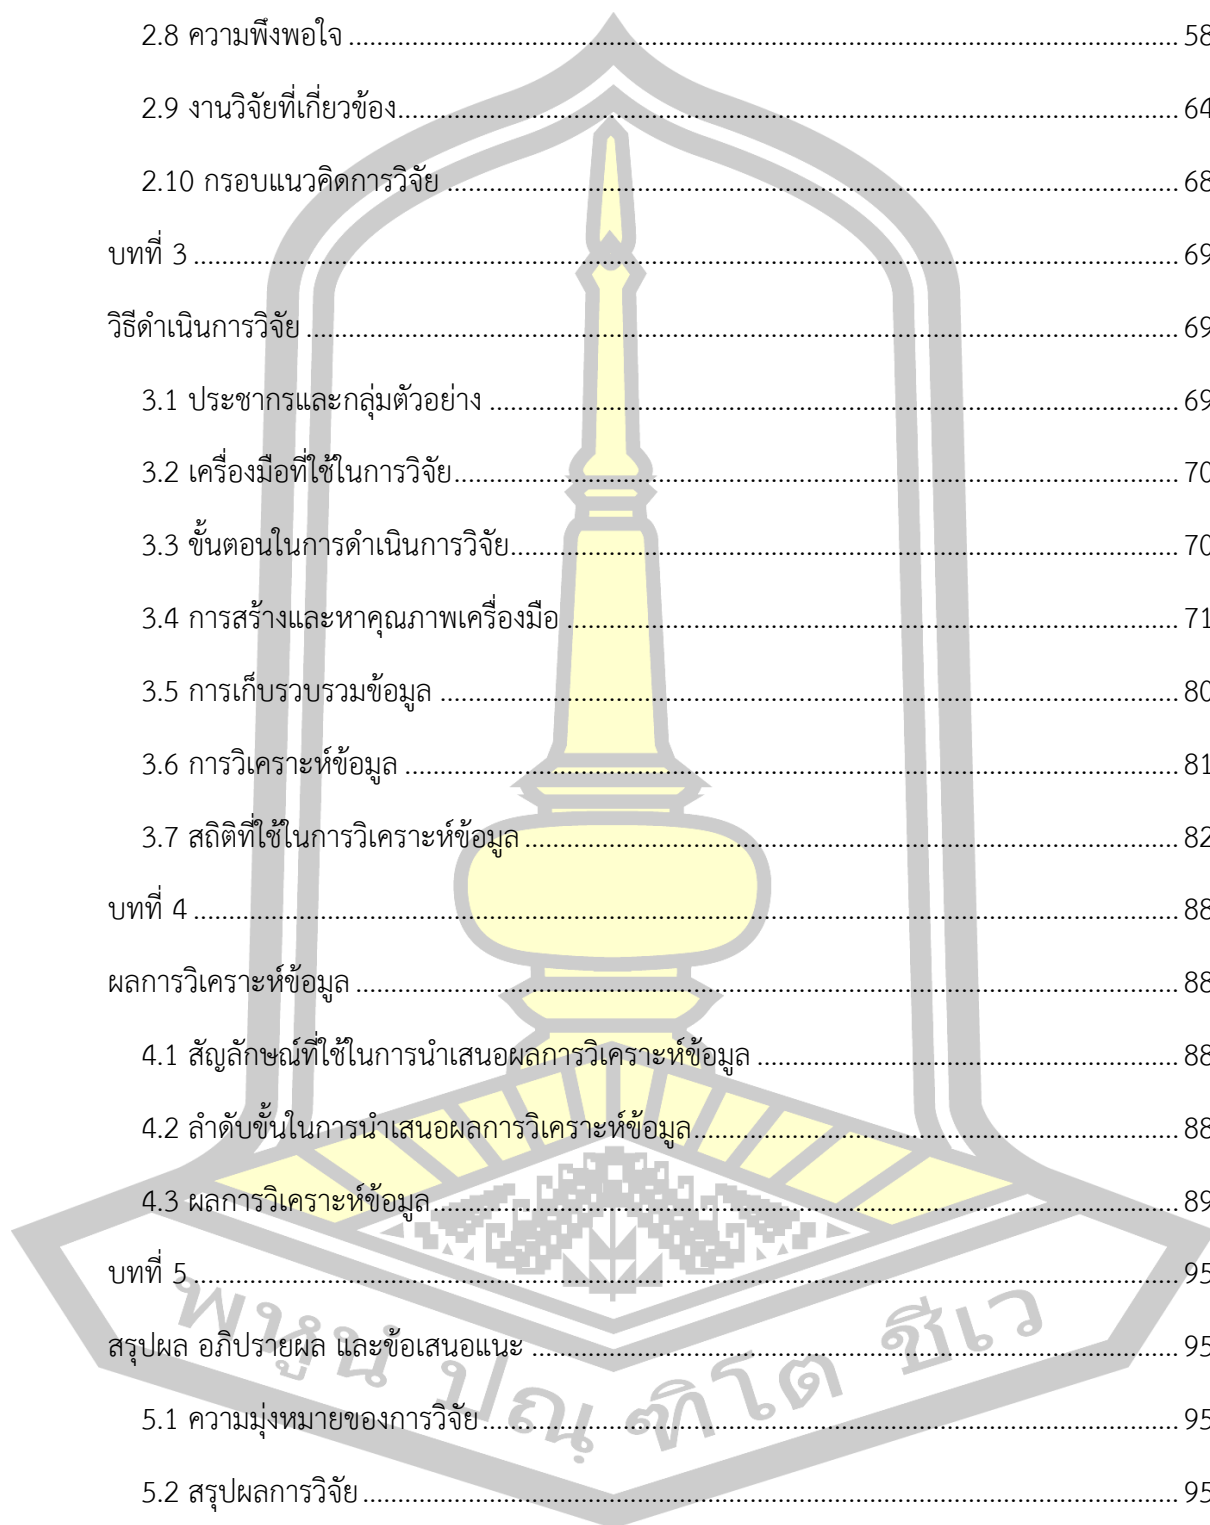 2.8 ความพึงพอใจ ........................................ 58
2.9 งานวิจัยที่เกี่ยวข้อง ........................................ 64
2.10 กรอบแนวคิดการวิจัย ........................................ 68
บทที่ 3 ........................................ 69
วิธีดำเนินการวิจัย ........................................ 69
3.1 ประชากรและกลุ่มตัวอย่าง ........................................ 69
3.2 เครื่องมือที่ใช้ในการวิจัย ........................................ 70
3.3 ขั้นตอนในการดำเนินการวิจัย ........................................ 70
3.4 การสร้างและหาคุณภาพเครื่องมือ ........................................ 71
3.5 การเก็บรวบรวมข้อมูล ........................................ 80
3.6 การวิเคราะห์ข้อมูล ........................................ 81
3.7 สถิติที่ใช้ในการวิเคราะห์ข้อมูล ........................................ 82
บทที่ 4 ........................................ 88
ผลการวิเคราะห์ข้อมูล ........................................ 88
4.1 สัญลักษณ์ที่ใช้ในการนำเสนอผลการวิเคราะห์ข้อมูล ........................................ 88
4.2 ลำดับขั้นในการนำเสนอผลการวิเคราะห์ข้อมูล ........................................ 88
4.3 ผลการวิเคราะห์ข้อมูล ........................................ 89
บทที่ 5 ........................................ 95
สรุปผล อภิปรายผล และข้อเสนอแนะ ........................................ 95
5.1 ความมุ่งหมายของการวิจัย ........................................ 95
5.2 สรุปผลการวิจัย ........................................ 95
พหูนํ ปณฺฑิโต ชีเว